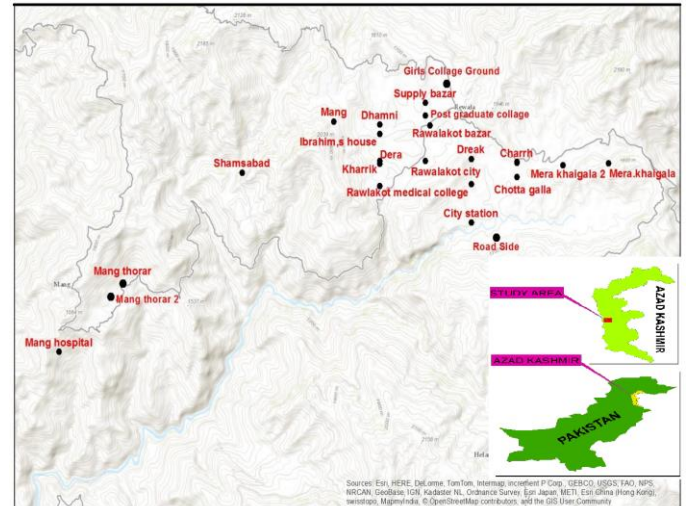 Girls Collage Ground
Supply bazar
Post graduate collage
Mang
Dhamni
Rawalakot bazar
Ibrahim,s house
Dera
Dreak
Charrh
Shamsabad
Kharrik
Rawalakot city
Mera khaigala 2
Mera.khaigala
Rawlakot medical college
Chotta galla
City station
Road Side
Mang thorar
Mang
Mang thorar 2
Mang hospital
STUDY AREA
AZAD KASHMIR
AZAD KASHMIR
PAKISTAN
Sources: Esri, HERE, DeLorme, TomTom, Intermap, increment P Corp., GEBCO, USGS, FAO, NPS,
NRCAN, GeoBase, IGN, Kadaster NL, Ordnance Survey, Esri Japan, METI, Esri China (Hong Kong),
swisstopo, MapmyIndia, © OpenStreetMap contributors, and the GIS User Community